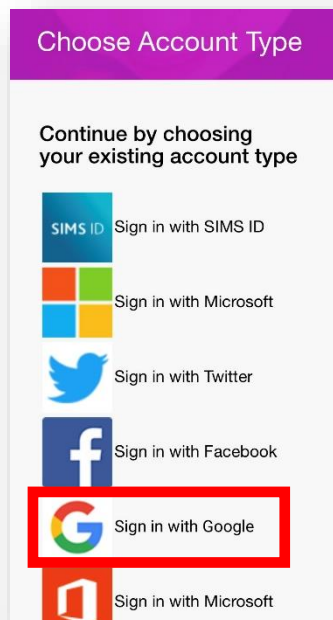 Choose Account Type
Continue by choosing
your existing account type
SIMS ID Sign in with SIMS ID
Sign in with Microsoft
Sign in with Twitter
Sign in with Facebook
Sign in with Google
Sign in with Microsoft